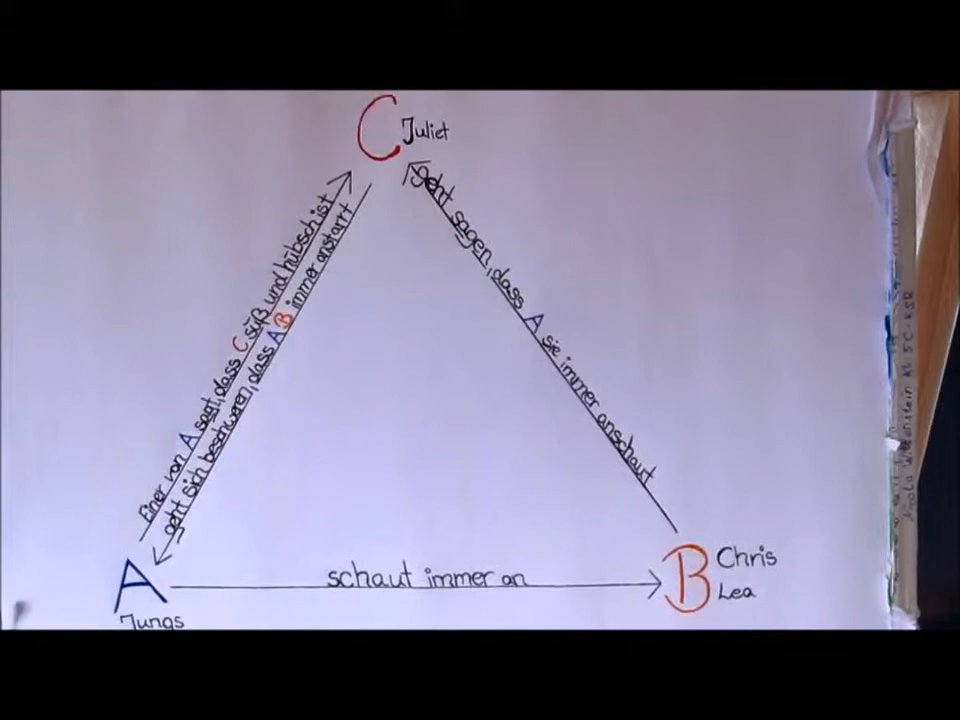 C Juliet
Einer von A sagt, dass C süß und hübsch ist
geht sich beschweren, dass A B immer anstarrt
geht sagen, dass A sie immer anschaut
A
Jungs
schaut immer an
B Chris
Lea